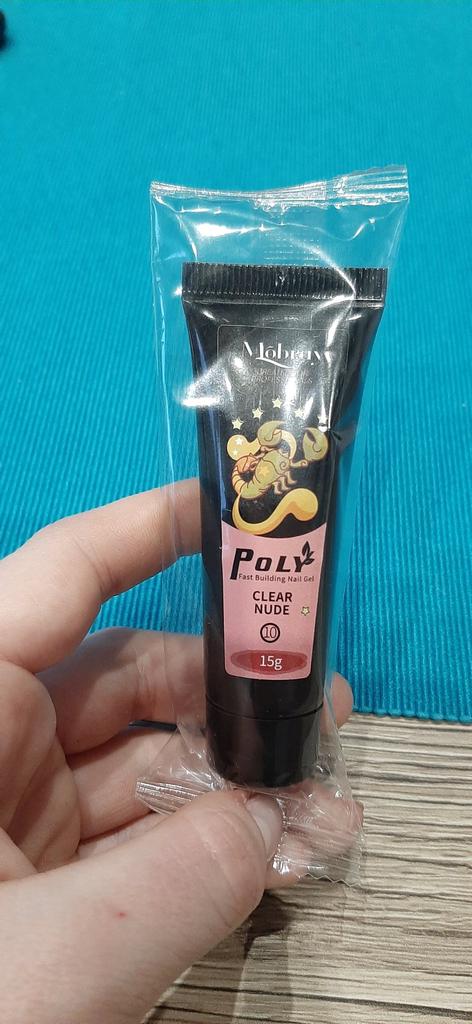 Mobray
POLY
Fast Building Nail Gel
CLEAR
NUDE
10
15g